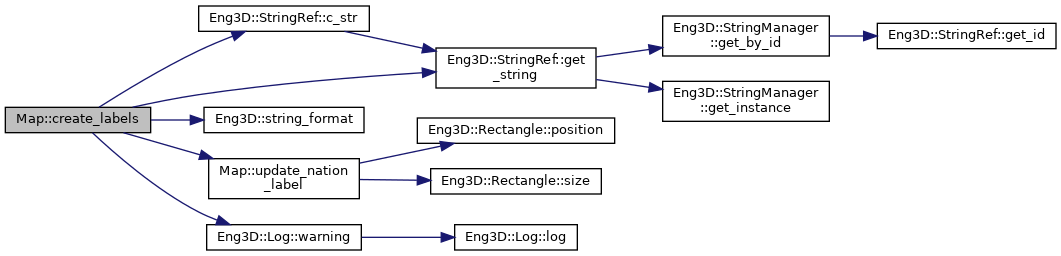 Map::create_labels
Eng3D::StringRef::c_str
Eng3D::StringRef::get
_string
Eng3D::StringManager
::get_by_id
Eng3D::StringRef::get_id
Eng3D::StringManager
::get_instance
Eng3D::string_format
Map::update_nation
_label
Eng3D::Rectangle::position
Eng3D::Rectangle::size
Eng3D::Log::warning
Eng3D::Log::log